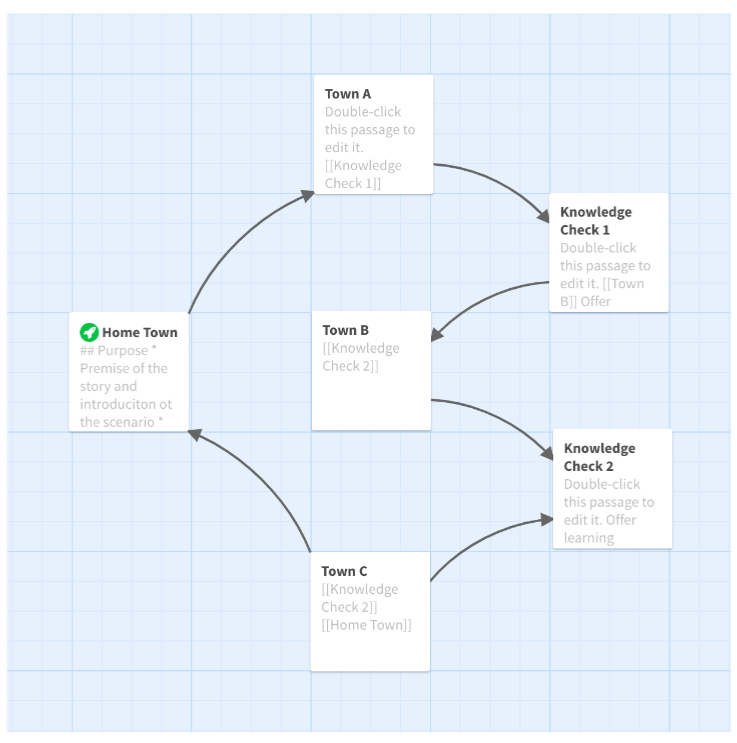 Town A
Double-click
this passage to
edit it.
[[Knowledge
Check 1]]
Knowledge
Check 1
Double-click
this passage to
edit it. [[Town
B]] Offer
Home Town
## Purpose *
Premise of the
story and
introduciton ot
the scenario *
Town B
[[Knowledge
Check 2]]
Knowledge
Check 2
Double-click
this passage to
edit it. Offer
learning
Town C
[[Knowledge
Check 2]]
[[Home Town]]